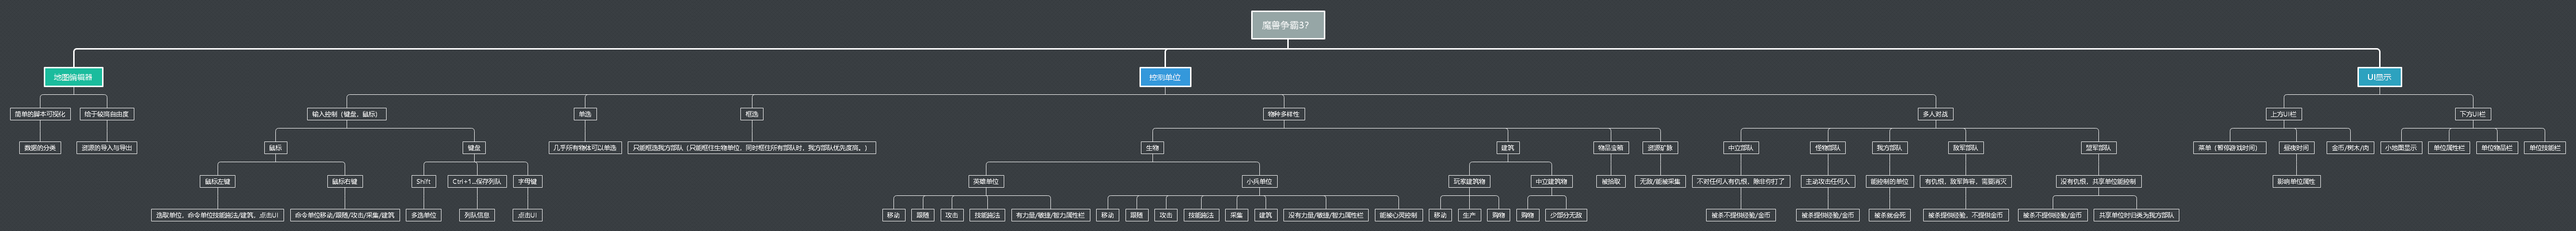 魔兽争霸3?
地图编辑器
控制单位
UI显示
简单的脚本可视化
给于较高自由度
输入控制（键盘、鼠标）
单选
框选
物种多样性
多人对战
上方UI栏
下方UI栏
数据的分类
资源的导入与导出
鼠标
键盘
几乎所有物体可以单选
只能框选我方部队（只能框住生物单位，同时框住所有部队时，我方部队优先度高。）
生物
建筑
物品宝箱
资源矿脉
中立部队
怪物部队
我方部队
敌军部队
盟军部队
菜单（暂停游戏时间）
昼夜时间
金币/树木/肉
小地图显示
单位属性栏
单位物品栏
单位技能栏
鼠标左键
鼠标右键
Shift
Ctrl+1...保存列队
字母键
英雄单位
小兵单位
玩家建筑物
中立建筑物
被拾取
无敌/能被采集
不对任何人有仇恨，除非你打了
主动攻击任何人
能控制的单位
有仇恨，敌军阵容，需要消灭
没有仇恨，共享单位能控制
影响单位属性
选取单位，命令单位技能施法/建筑，点击UI
命令单位移动/跟随/攻击/采集/建筑
多选单位
列队信息
点击UI
移动
跟随
攻击
技能施法
有力量/敏捷/智力属性栏
移动
跟随
攻击
技能施法
采集
建筑
没有力量/敏捷/智力属性栏
能被心灵控制
移动
生产
购物
购物
少部分无敌
被杀不提供经验/金币
被杀提供经验/金币
被杀就会死
被杀提供经验，不提供金币
被杀不提供经验/金币
共享单位时归类为我方部队